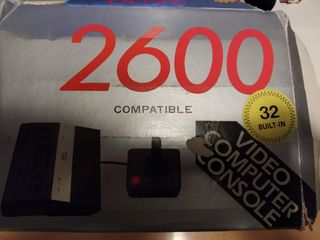 2600
COMPATIBLE
32
BUILT-IN
VIDEO
COMPUTER
CONSOLE